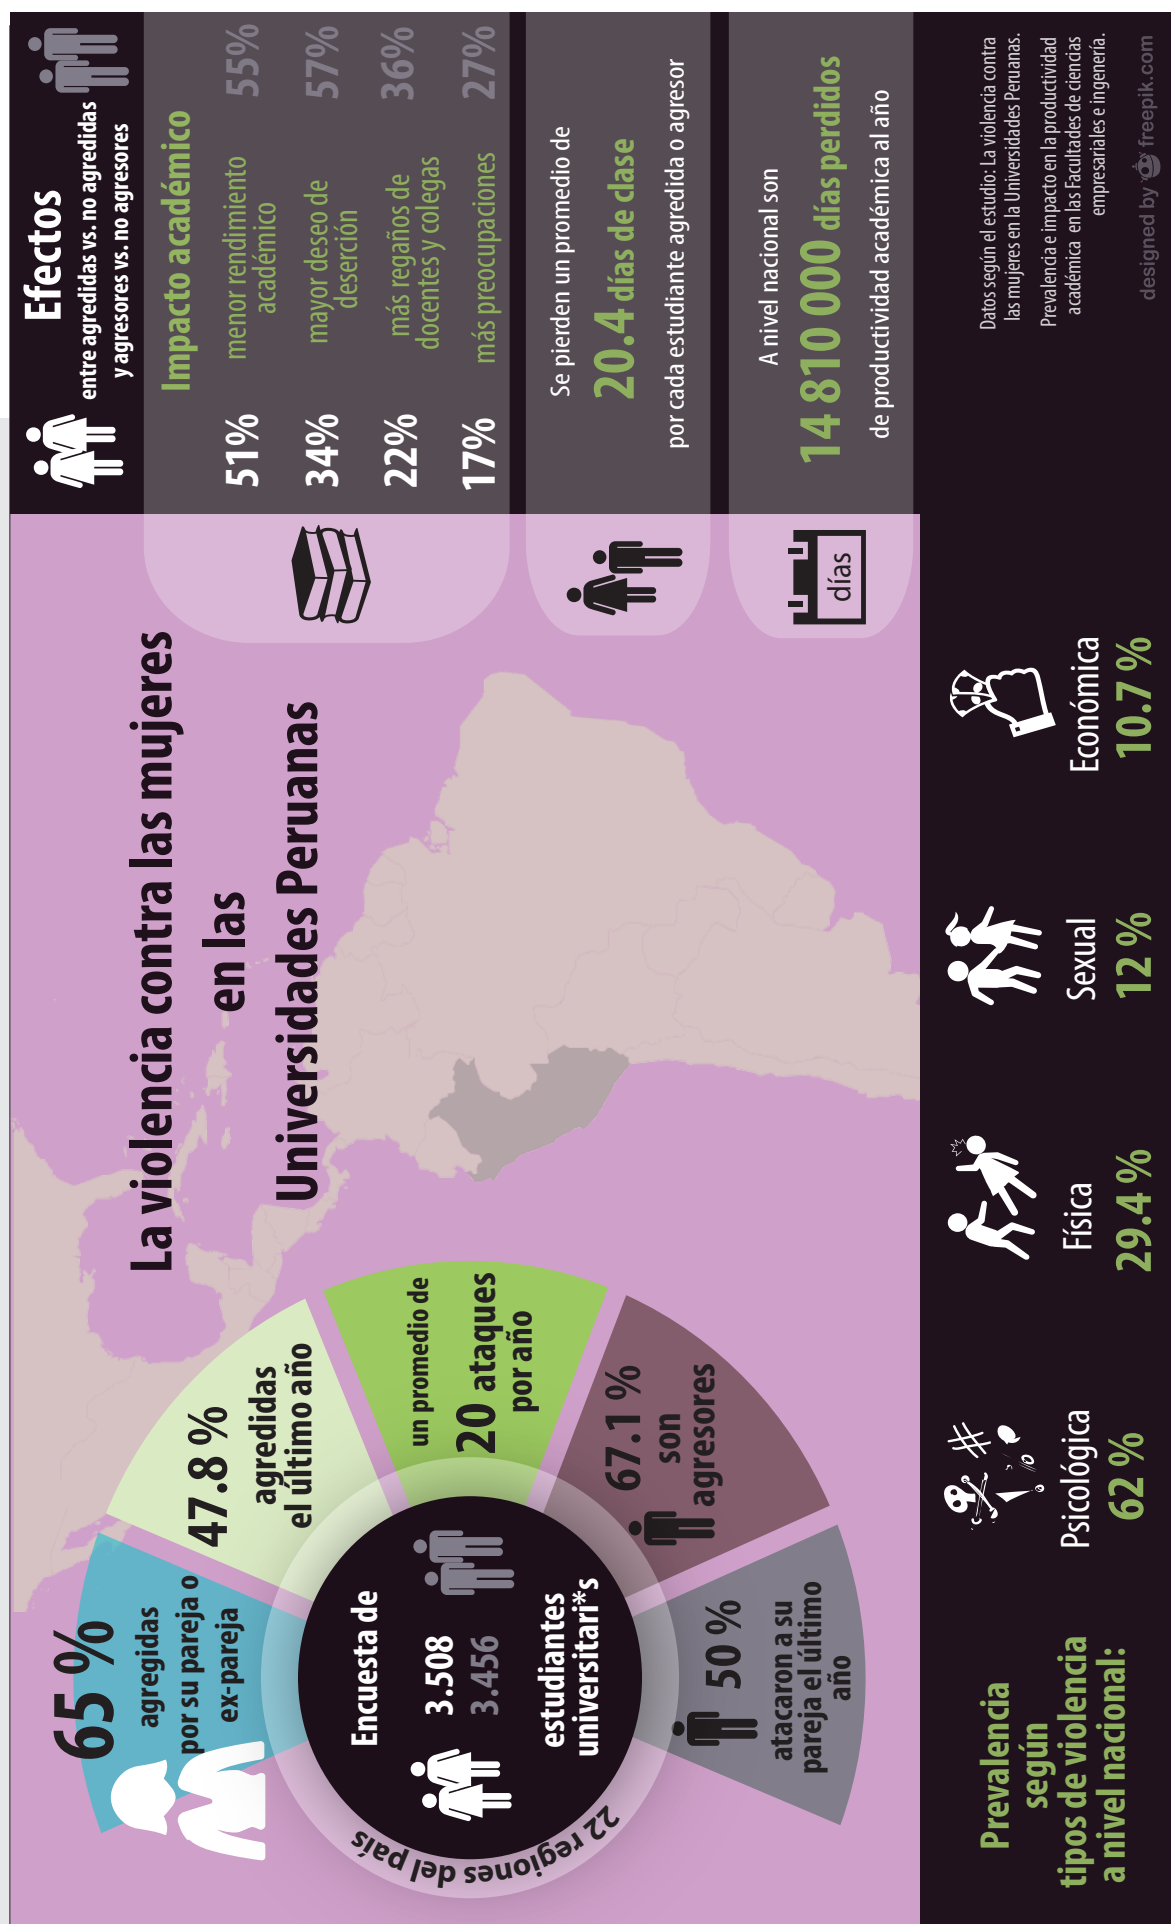 La violencia contra las mujeres
en las
Universidades Peruanas
65 %
agregidas
por su pareja o
ex-pareja
47.8 %
agredidas
el último año
un promedio de
20 ataques
por año
67.1 %
son
agresores
50 %
atacaron a su
pareja el último
año
Encuesta de
3.508
3.456
estudiantes
universitari*s
22 regiones del país
Efectos
entre agredidas vs. no agredidas
y agresores vs. no agresores
Impacto académico
51% menor rendimiento 55%
académico
34% mayor deseo de 57%
deserción
22% más regaños de 36%
docentes y colegas
17% más preocupaciones 27%
Se pierden un promedio de
20.4 días de clase
por cada estudiante agredida o agresor
días
A nivel nacional son
14 810 000 días perdidos
de productividad académica al año
Prevalencia
según
tipos de violencia
a nivel nacional:
Psicológica
62 %
Física
29.4 %
Sexual
12 %
Económica
10.7 %
Datos según el estudio: La violencia contra
las mujeres en la Universidades Peruanas.
Prevalencia e impacto en la productividad
académica en las Facultades de ciencias
empresariales e ingenería.
designed by freepik.com